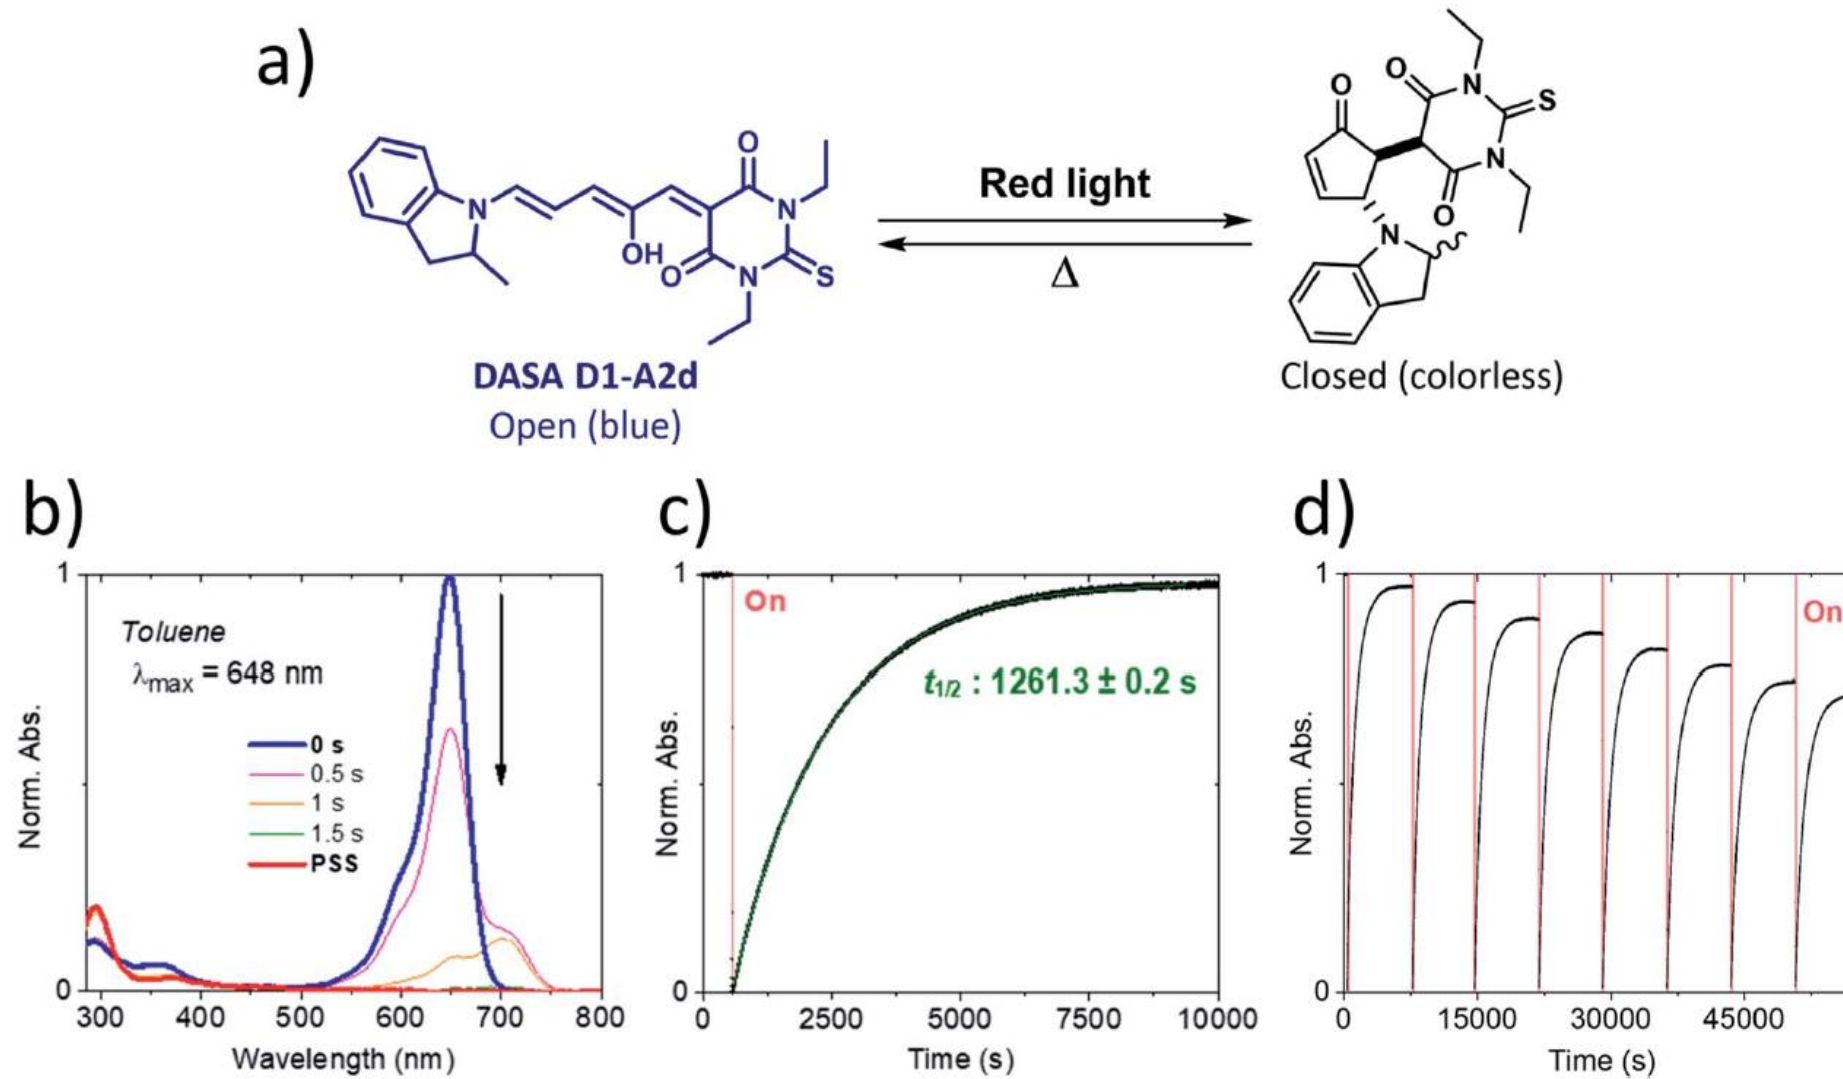 a)
N
OH
O
O
N
N
S
DASA D1-A2d
Open (blue)
Red light
Δ
O
O
N
S
N
O
N
Closed (colorless)
b)
1
0
Norm. Abs.
Toluene
λmax = 648 nm
0 s
0.5 s
1 s
1.5 s
PSS
300 400 500 600 700 800
Wavelength (nm)
c)
1
0
Norm. Abs.
On
t1/2 : 1261.3 ± 0.2 s
0 2500 5000 7500 10000
Time (s)
d)
1
0
Norm. Abs.
On
0 15000 30000 45000
Time (s)